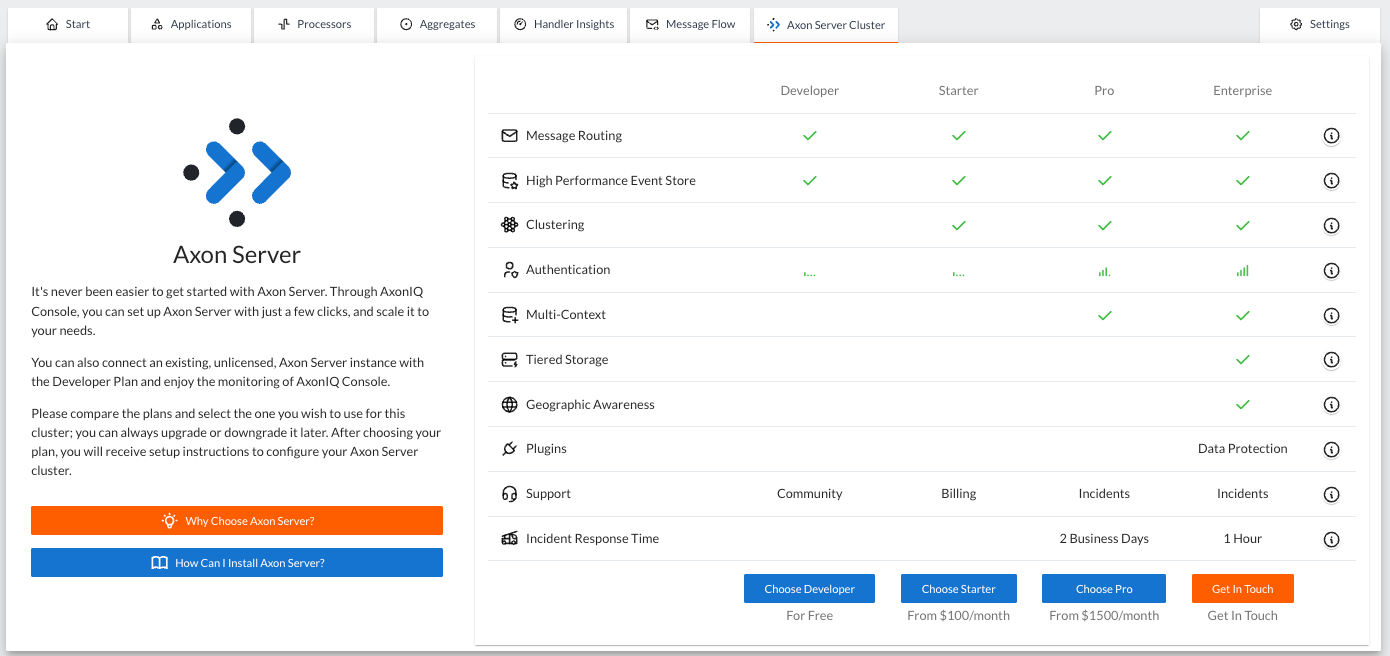 Start
Applications
Processors
Aggregates
Handler Insights
Message Flow
Axon Server Cluster
Settings
Axon Server
It's never been easier to get started with Axon Server. Through AxonIQ
Console, you can set up Axon Server with just a few clicks, and scale it to
your needs.
You can also connect an existing, unlicensed, Axon Server instance with
the Developer Plan and enjoy the monitoring of AxonIQ Console.
Please compare the plans and select the one you wish to use for this
cluster; you can always upgrade or downgrade it later. After choosing your
plan, you will receive setup instructions to configure your Axon Server
cluster.
Why Choose Axon Server?
How Can I Install Axon Server?
Developer Starter Pro Enterprise
Message Routing
High Performance Event Store
Clustering
Authentication
Multi-Context
Tiered Storage
Geographic Awareness
Plugins Data Protection
Support Community Billing Incidents Incidents
Incident Response Time 2 Business Days 1 Hour
Choose Developer Choose Starter Choose Pro Get In Touch
For Free From $100/month From $1500/month Get In Touch